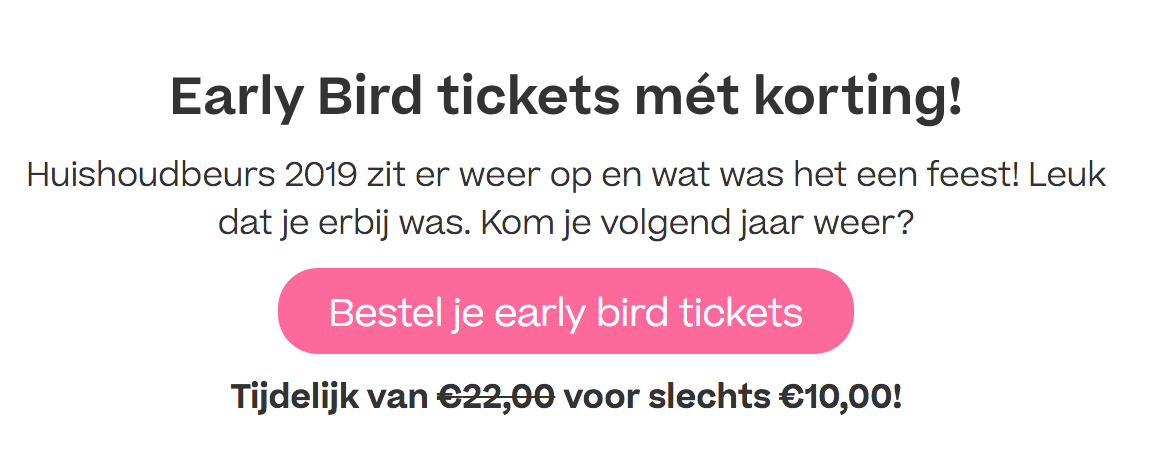 Early Bird tickets mét korting!
Huishoudbeurs 2019 zit er weer op en wat was het een feest! Leuk
dat je erbij was. Kom je volgend jaar weer?
Bestel je early bird tickets
Tijdelijk van €22,00 voor slechts €10,00!